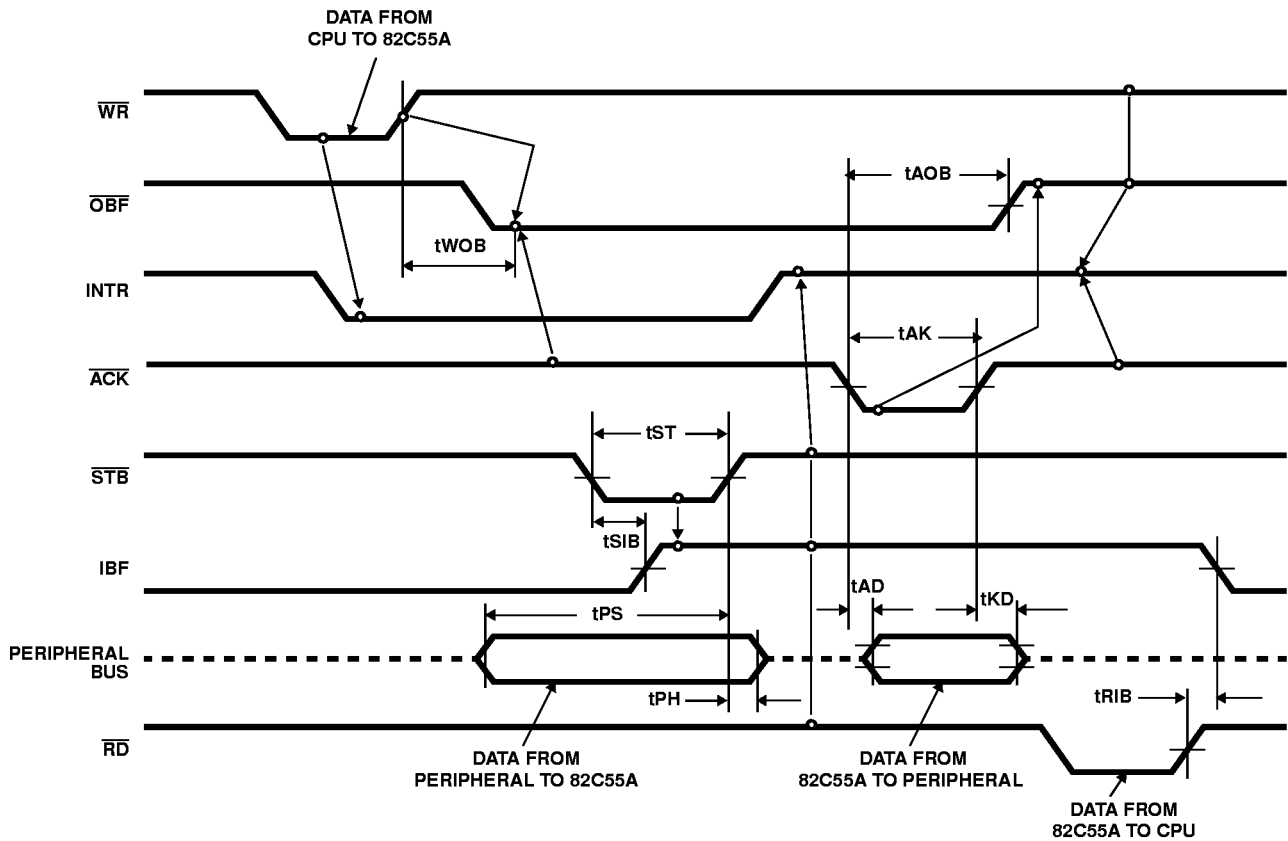 DATA FROM
CPU TO 82C55A
WR
tAOB
OBF
tWOB
INTR
tAK
ACK
tST
STB
tSIB
IBF
tAD
tKD
tPS
PERIPHERAL
BUS
tPH
tRIB
RD
DATA FROM
PERIPHERAL TO 82C55A
DATA FROM
82C55A TO PERIPHERAL
DATA FROM
82C55A TO CPU